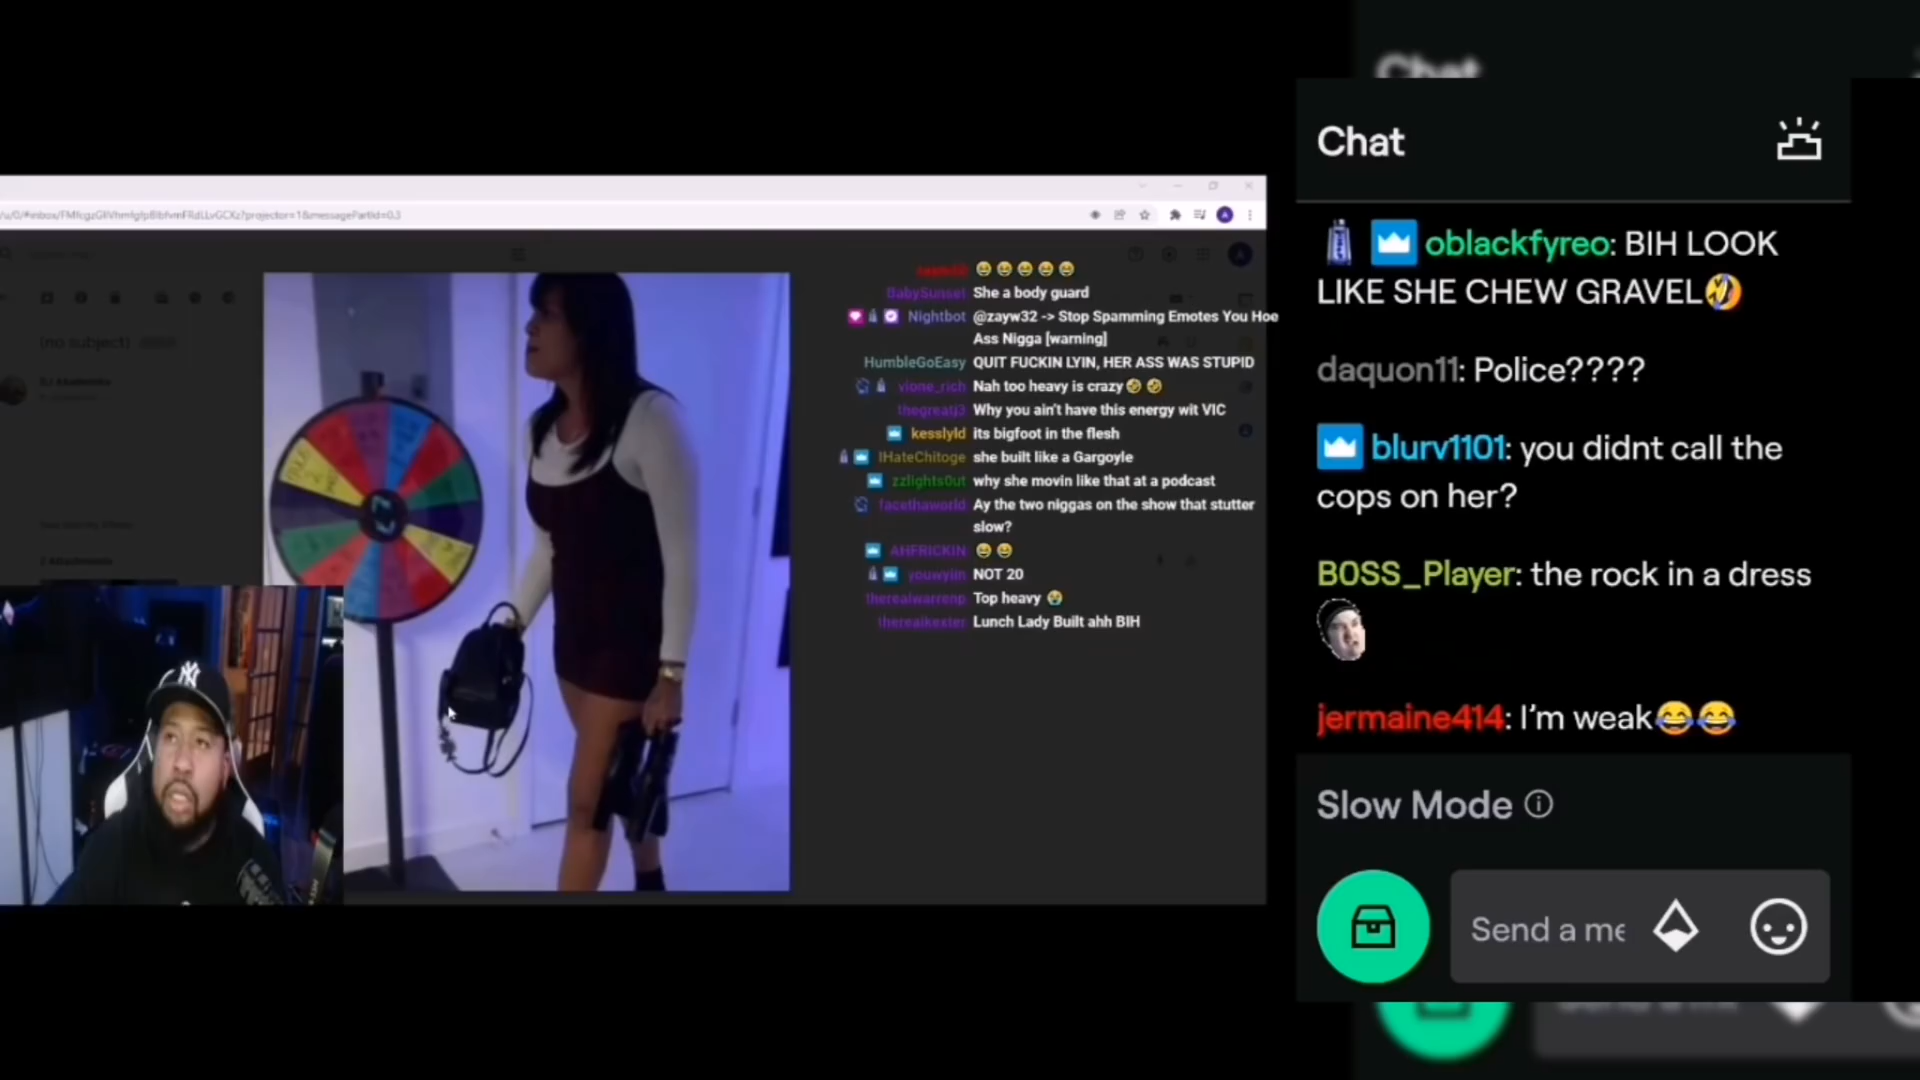 Chat
(no subject)
😂 😂 😂 😂 😂
BabySunset She a body guard
Nightbot @zayw32 -> Stop Spamming Emotes You Hoe
Ass Nigga [warning]
HumbleGoEasy QUIT FUCKIN LYIN, HER ASS WAS STUPID
vione_rich Nah too heavy is crazy🤣 🤣
thegreatj3 Why you ain't have this energy wit VIC
kesslyld its bigfoot in the flesh
IHateChitoge she built like a Gargoyle
zzlights0ut why she movin like that at a podcast
facethaworld Ay the two niggas on the show that stutter
slow?
AHFRICKIN 😂 😂
youwyiin NOT 20
therealwarrenp Top heavy 😭
therealkexter Lunch Lady Built ahh BIH
Chat
oblackfyreo: BIH LOOK
LIKE SHE CHEW GRAVEL🤣
daquon11: Police????
blurv1101: you didnt call the
cops on her?
BOSS_Player: the rock in a dress
jermaine414: I'm weak😂😂
Slow Mode
Send a me